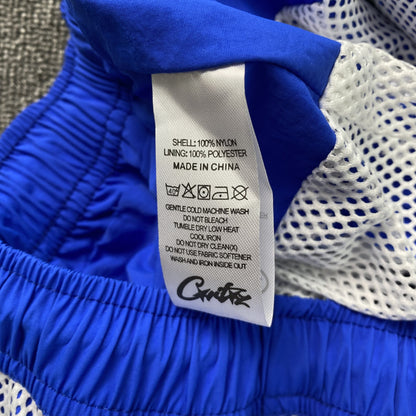 SHELL: 100% NYLON
LINING: 100% POLYESTER
MADE IN CHINA
GENTLE COLD MACHINE WASH
DO NOT BLEACH
TUMBLE DRY LOW HEAT
COOL IRON
DO NOT DRY CLEAN(X)
DO NOT USE FABRIC SOFTENER
WASH AND IRON INSIDE OUT
Crtz